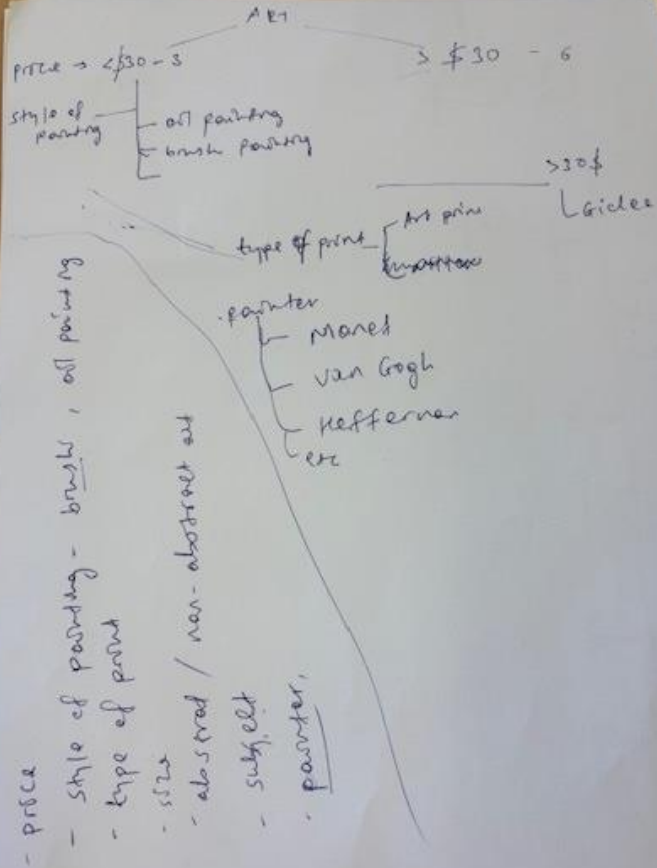 ART
price → <$30 - 3
> $30 - 6
style of painting
oil painting
brush painting
>30$
Giclee
type of print
Art print
painter
Monet
Van Gogh
Heffernan
etc
- price
- style of painting - brush, oil painting
- type of print
- size
- abstract / non-abstract art
- subject
- painter.